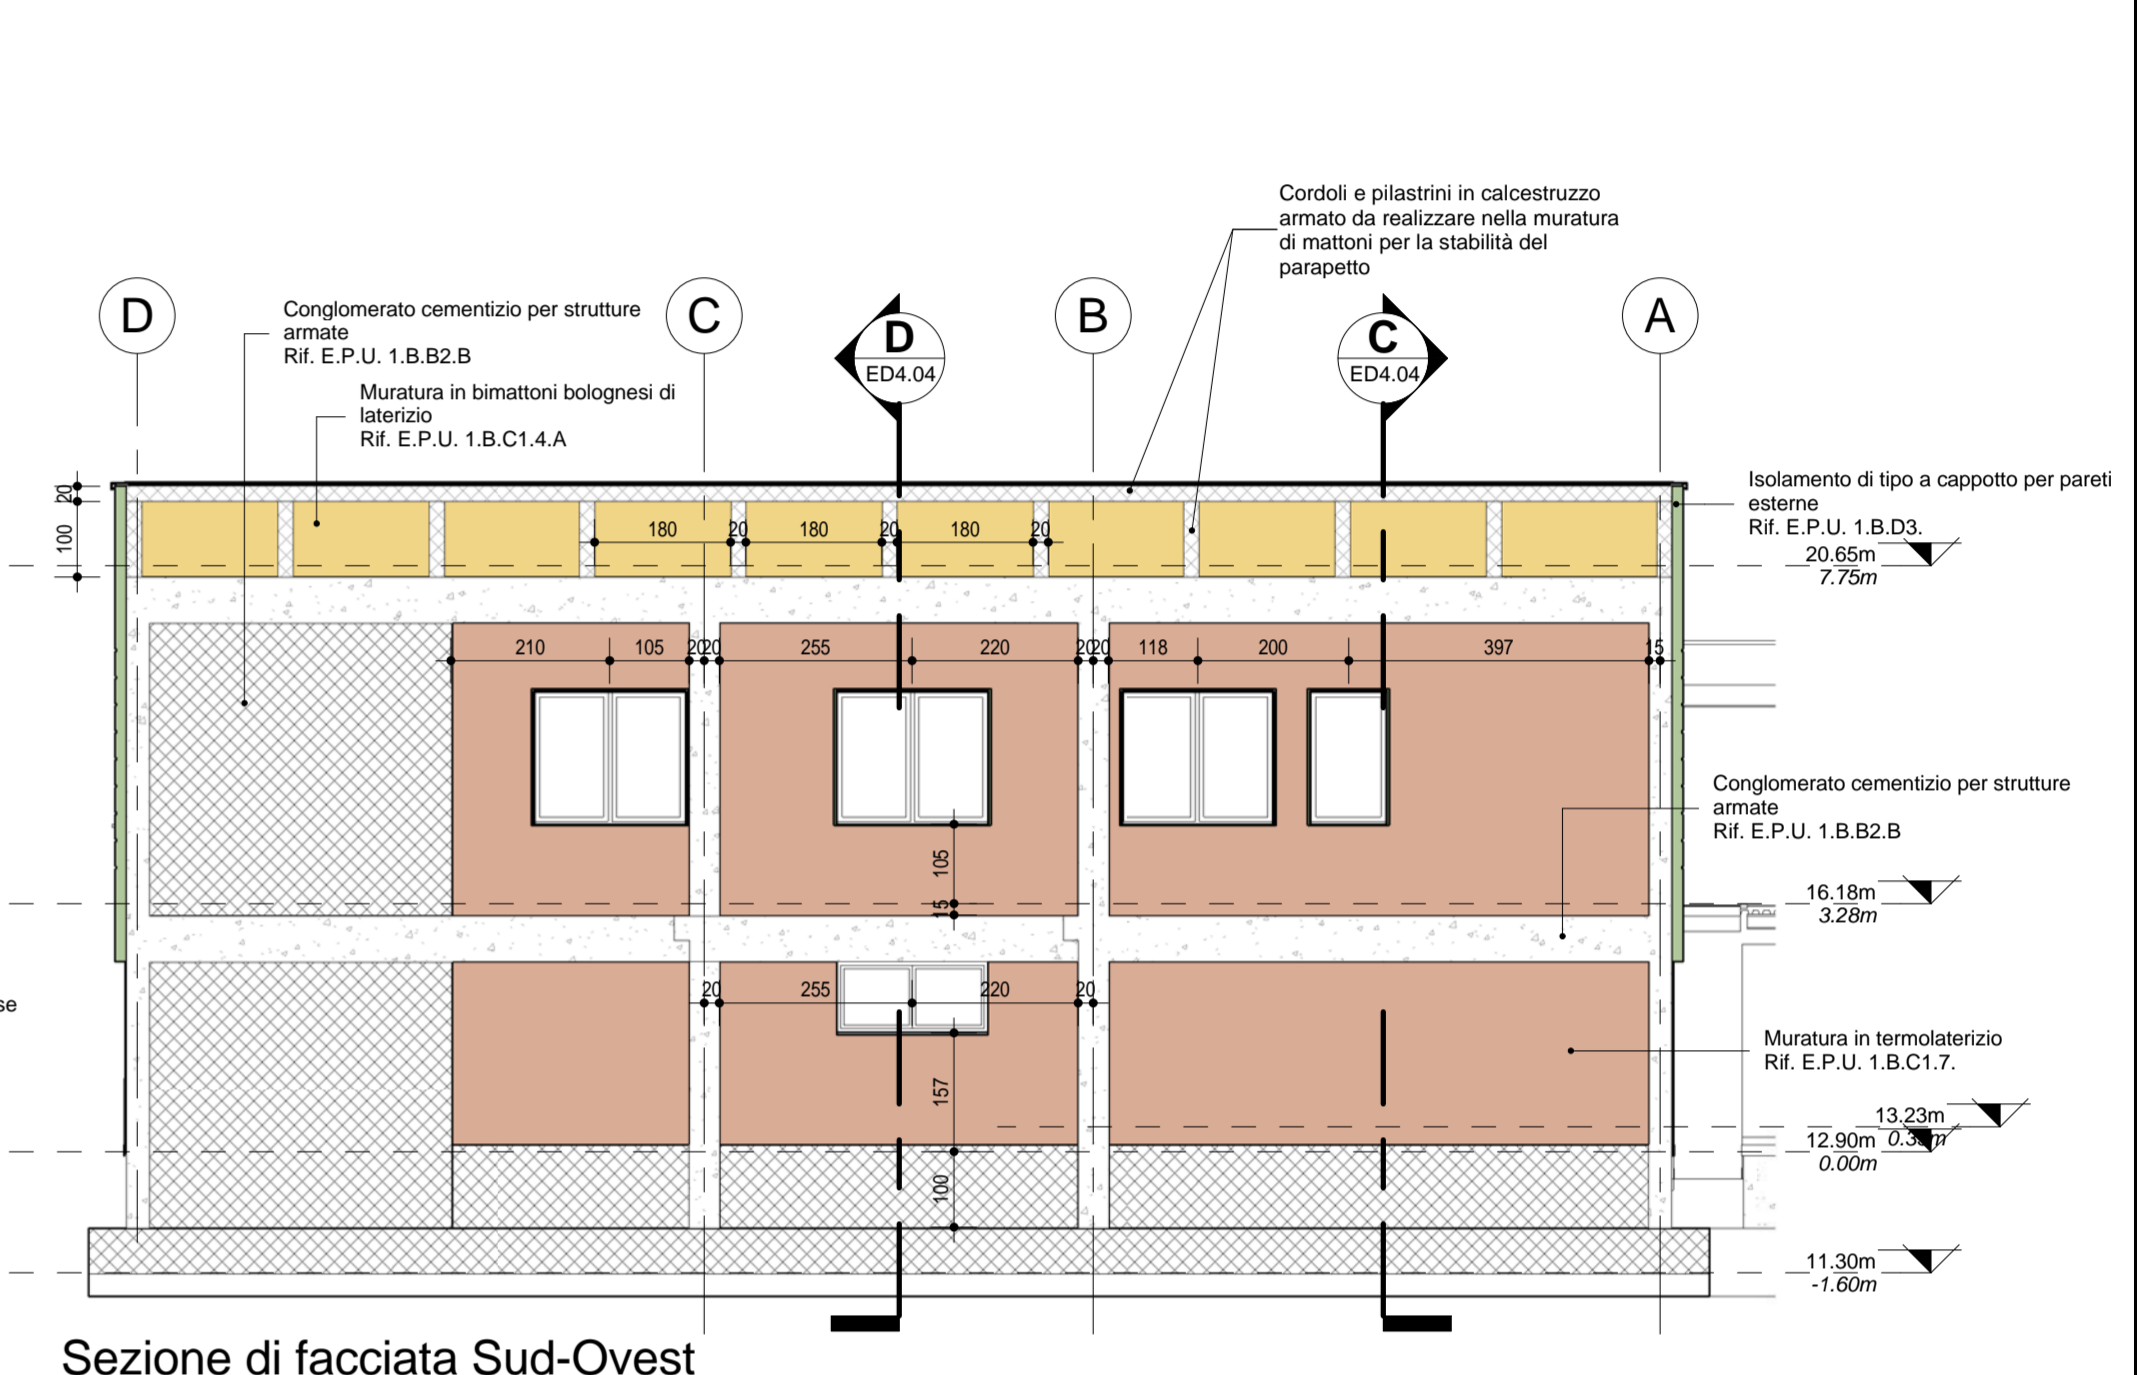 Cordoli e pilastrini in calcestruzzo
armato da realizzare nella muratura
di mattoni per la stabilità del
parapetto
D
C
B
A
D
ED4.04
C
ED4.04
Conglomerato cementizio per strutture
armate
Rif. E.P.U. 1.B.B2.B
Muratura in bimattoni bolognesi di
laterizio
Rif. E.P.U. 1.B.C1.4.A
Isolamento di tipo a cappotto per pareti
esterne
Rif. E.P.U. 1.B.D3.
20.65m
7.75m
20
100
180 20 180 20 180 20
210 105 20 20 255 220 20 20 118 200 397 15
105
15
Conglomerato cementizio per strutture
armate
Rif. E.P.U. 1.B.B2.B
16.18m
3.28m
se
20 255 220 20
157
100
Muratura in termolaterizio
Rif. E.P.U. 1.B.C1.7.
13.23m
12.90m
0.00m
11.30m
-1.60m
Sezione di facciata Sud-Ovest